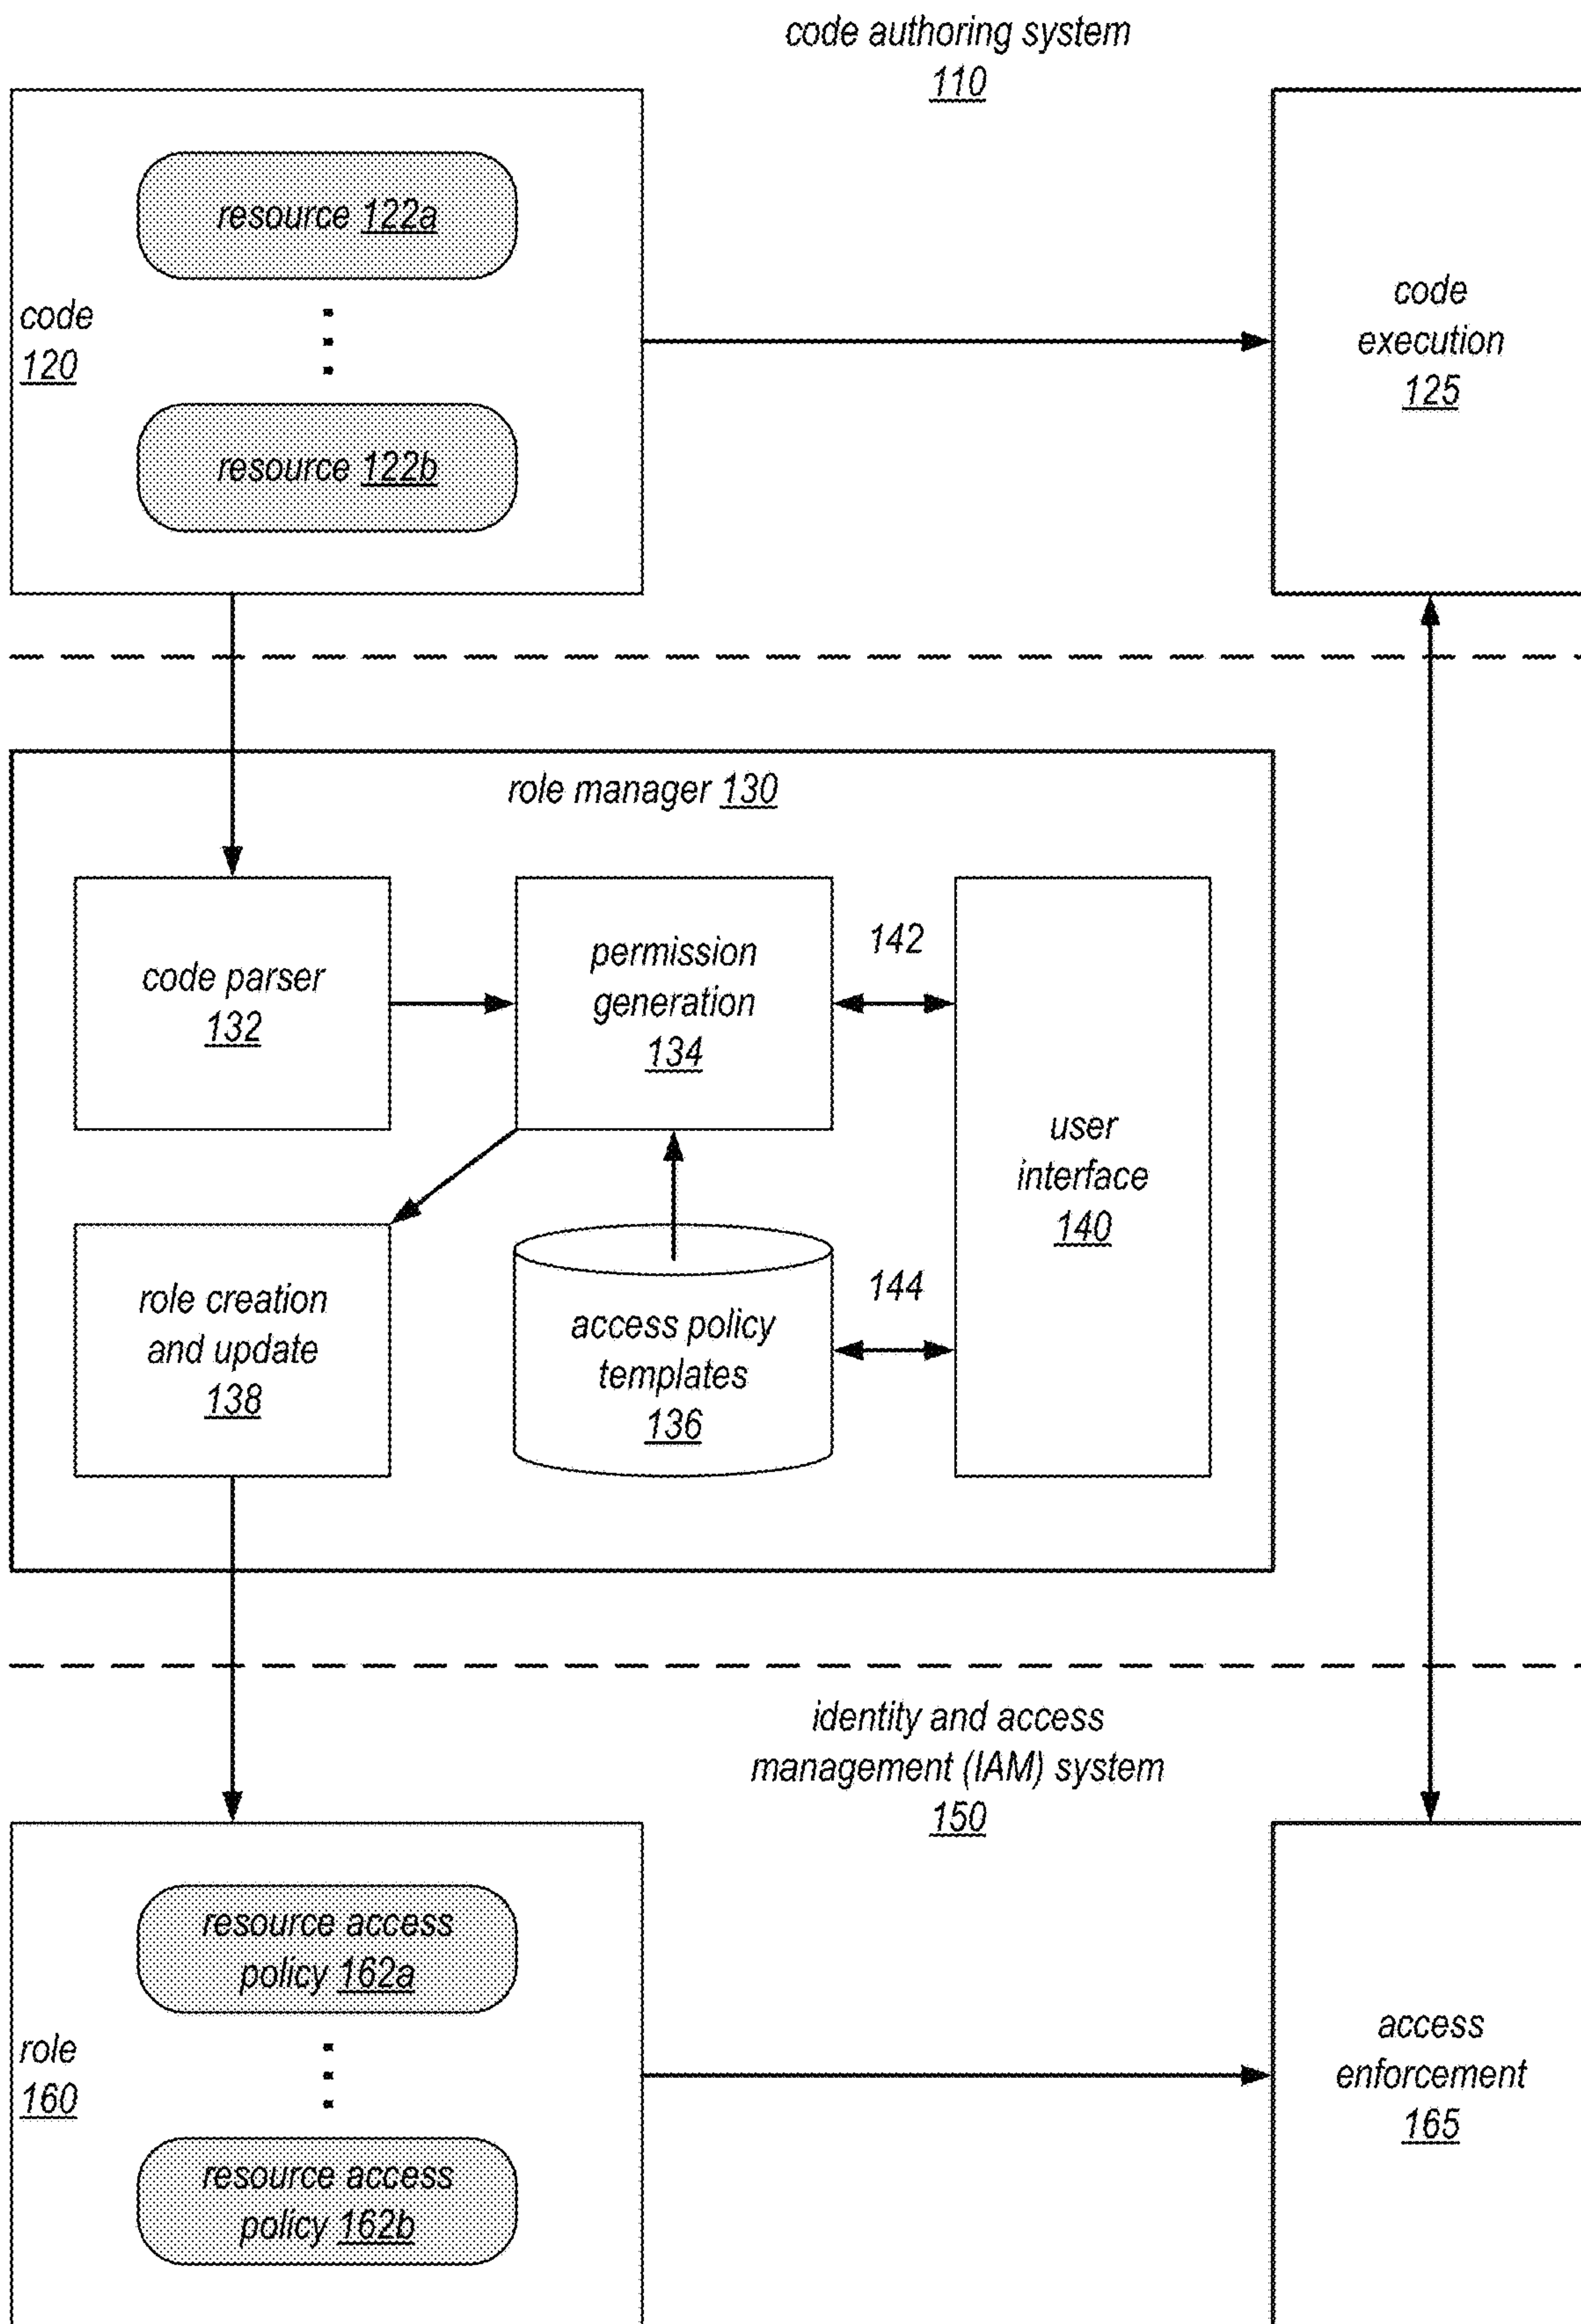 code authoring system
110
resource 122a
code
120
resource 122b
code
execution
125
role manager 130
code parser
132
permission
generation
134
142
user
interface
140
role creation
and update
138
access policy
templates
136
144
identity and access
management (IAM) system
150
resource access
policy 162a
role
160
resource access
policy 162b
access
enforcement
165